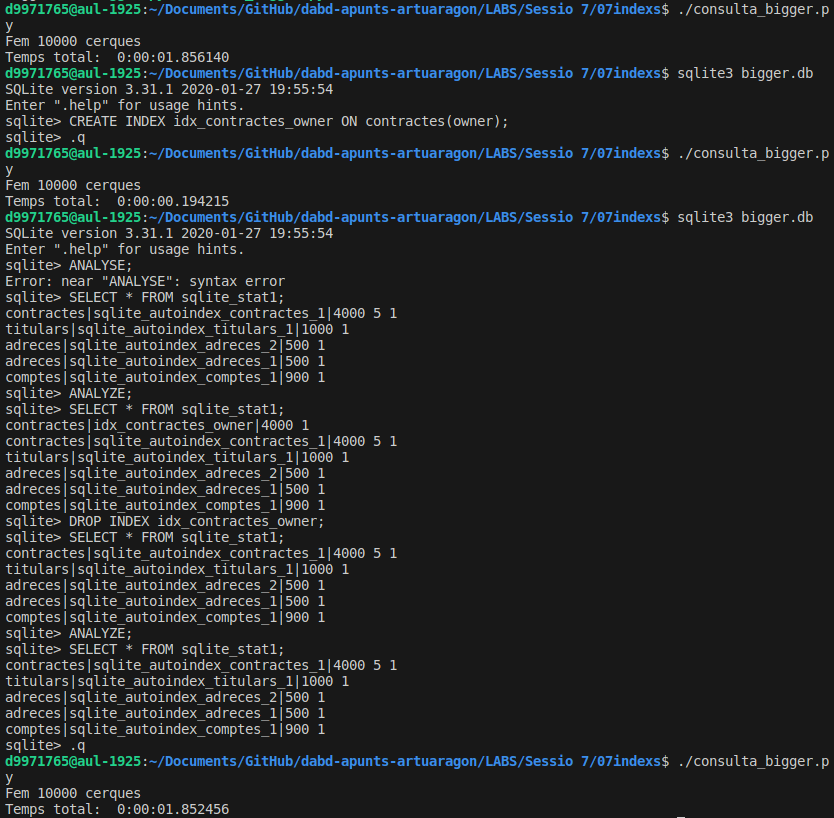 d9971765@aul-1925:~/Documents/GitHub/dabd-apunts-artuaragon/LABS/Sessio 7/07indexs$ ./consulta_bigger.p
y
Fem 10000 cerques
Temps total:  0:00:01.856140
d9971765@aul-1925:~/Documents/GitHub/dabd-apunts-artuaragon/LABS/Sessio 7/07indexs$ sqlite3 bigger.db
SQLite version 3.31.1 2020-01-27 19:55:54
Enter ".help" for usage hints.
sqlite> CREATE INDEX idx_contractes_owner ON contractes(owner);
sqlite> .q
d9971765@aul-1925:~/Documents/GitHub/dabd-apunts-artuaragon/LABS/Sessio 7/07indexs$ ./consulta_bigger.p
y
Fem 10000 cerques
Temps total:  0:00:00.194215
d9971765@aul-1925:~/Documents/GitHub/dabd-apunts-artuaragon/LABS/Sessio 7/07indexs$ sqlite3 bigger.db
SQLite version 3.31.1 2020-01-27 19:55:54
Enter ".help" for usage hints.
sqlite> ANALYSE;
Error: near "ANALYSE": syntax error
sqlite> SELECT * FROM sqlite_stat1;
contractes|sqlite_autoindex_contractes_1|4000 5 1
titulars|sqlite_autoindex_titulars_1|1000 1
adreces|sqlite_autoindex_adreces_2|500 1
adreces|sqlite_autoindex_adreces_1|500 1
comptes|sqlite_autoindex_comptes_1|900 1
sqlite> ANALYZE;
sqlite> SELECT * FROM sqlite_stat1;
contractes|idx_contractes_owner|4000 1
contractes|sqlite_autoindex_contractes_1|4000 5 1
titulars|sqlite_autoindex_titulars_1|1000 1
adreces|sqlite_autoindex_adreces_2|500 1
adreces|sqlite_autoindex_adreces_1|500 1
comptes|sqlite_autoindex_comptes_1|900 1
sqlite> DROP INDEX idx_contractes_owner;
sqlite> SELECT * FROM sqlite_stat1;
contractes|sqlite_autoindex_contractes_1|4000 5 1
titulars|sqlite_autoindex_titulars_1|1000 1
adreces|sqlite_autoindex_adreces_2|500 1
adreces|sqlite_autoindex_adreces_1|500 1
comptes|sqlite_autoindex_comptes_1|900 1
sqlite> ANALYZE;
sqlite> SELECT * FROM sqlite_stat1;
contractes|sqlite_autoindex_contractes_1|4000 5 1
titulars|sqlite_autoindex_titulars_1|1000 1
adreces|sqlite_autoindex_adreces_2|500 1
adreces|sqlite_autoindex_adreces_1|500 1
comptes|sqlite_autoindex_comptes_1|900 1
sqlite> .q
d9971765@aul-1925:~/Documents/GitHub/dabd-apunts-artuaragon/LABS/Sessio 7/07indexs$ ./consulta_bigger.p
y
Fem 10000 cerques
Temps total:  0:00:01.852456